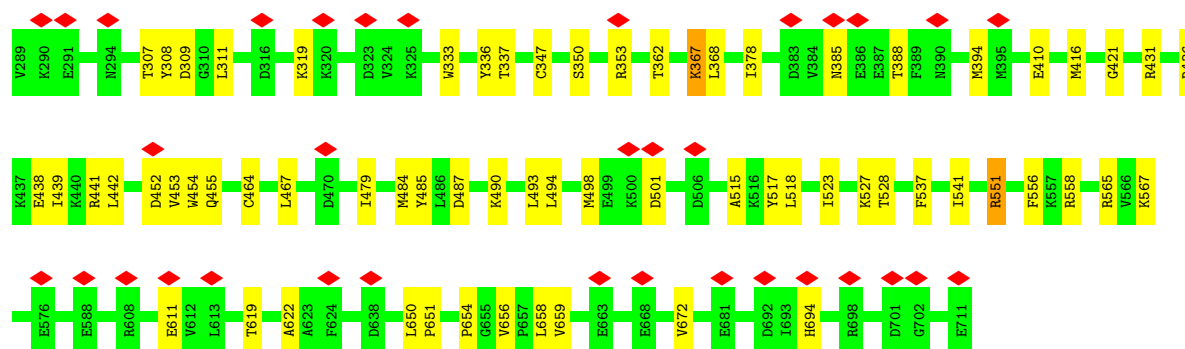 V289 K290 E291 N294 T307 Y308 D309 G310 L311 D316 K319 K320 D323 V324 K325 W333 Y336 T337 C347 S350 R353 T362 K367 L368 I378 D383 V384 N385 E386 E387 T388 F389 N390 M394 M395 E410 M416 G421 R431
K437 E438 I439 K440 R441 L442 D452 V453 W454 Q455 C464 L467 D470 I479 M484 Y485 L486 D487 K490 L493 L494 M498 E499 K500 D501 D506 A515 K516 Y517 L518 I523 K527 T528 F537 I541 R551 F556 K557 R558 R565 V566 K567
E576 E588 R608 E611 V612 L613 T619 A622 A623 F624 D638 L650 P651 P654 G655 V656 P657 L658 V659 E663 E668 V672 E681 D692 I693 H694 R698 D701 G702 E711